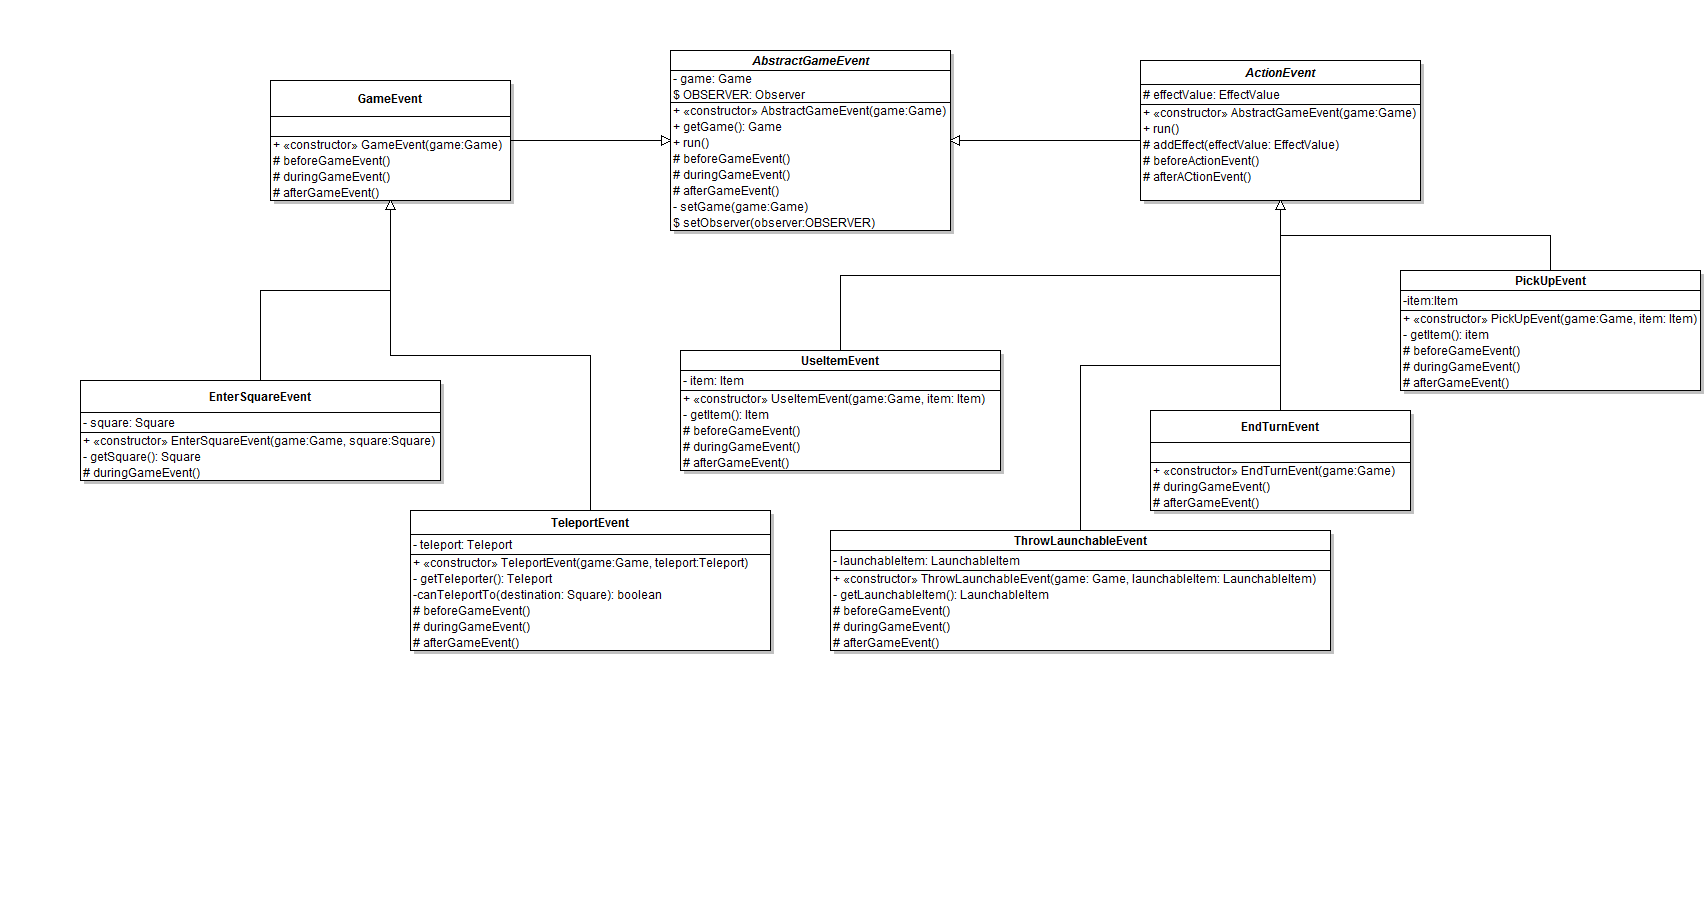 GameEvent
+ «constructor» GameEvent(game:Game)
# beforeGameEvent()
# duringGameEvent()
# afterGameEvent()
AbstractGameEvent
- game: Game
$ OBSERVER: Observer
+ «constructor» AbstractGameEvent(game:Game)
+ getGame(): Game
+ run()
# beforeGameEvent()
# duringGameEvent()
# afterGameEvent()
- setGame(game:Game)
$ setObserver(observer:OBSERVER)
ActionEvent
# effectValue: EffectValue
+ «constructor» AbstractGameEvent(game:Game)
+ run()
# addEffect(effectValue: EffectValue)
# beforeActionEvent()
# afterACtionEvent()
PickUpEvent
-item:Item
+ «constructor» PickUpEvent(game:Game, item: Item)
- getItem(): item
# beforeGameEvent()
# duringGameEvent()
# afterGameEvent()
UseItemEvent
- item: Item
+ «constructor» UseItemEvent(game:Game, item: Item)
- getItem(): Item
# beforeGameEvent()
# duringGameEvent()
# afterGameEvent()
EnterSquareEvent
- square: Square
+ «constructor» EnterSquareEvent(game:Game, square:Square)
- getSquare(): Square
# duringGameEvent()
EndTurnEvent
+ «constructor» EndTurnEvent(game:Game)
# duringGameEvent()
# afterGameEvent()
TeleportEvent
- teleport: Teleport
+ «constructor» TeleportEvent(game:Game, teleport:Teleport)
- getTeleporter(): Teleport
-canTeleportTo(destination: Square): boolean
# beforeGameEvent()
# duringGameEvent()
# afterGameEvent()
ThrowLaunchableEvent
- launchableItem: LaunchableItem
+ «constructor» ThrowLaunchableEvent(game: Game, launchableItem: LaunchableItem)
- getLaunchableItem(): LaunchableItem
# beforeGameEvent()
# duringGameEvent()
# afterGameEvent()